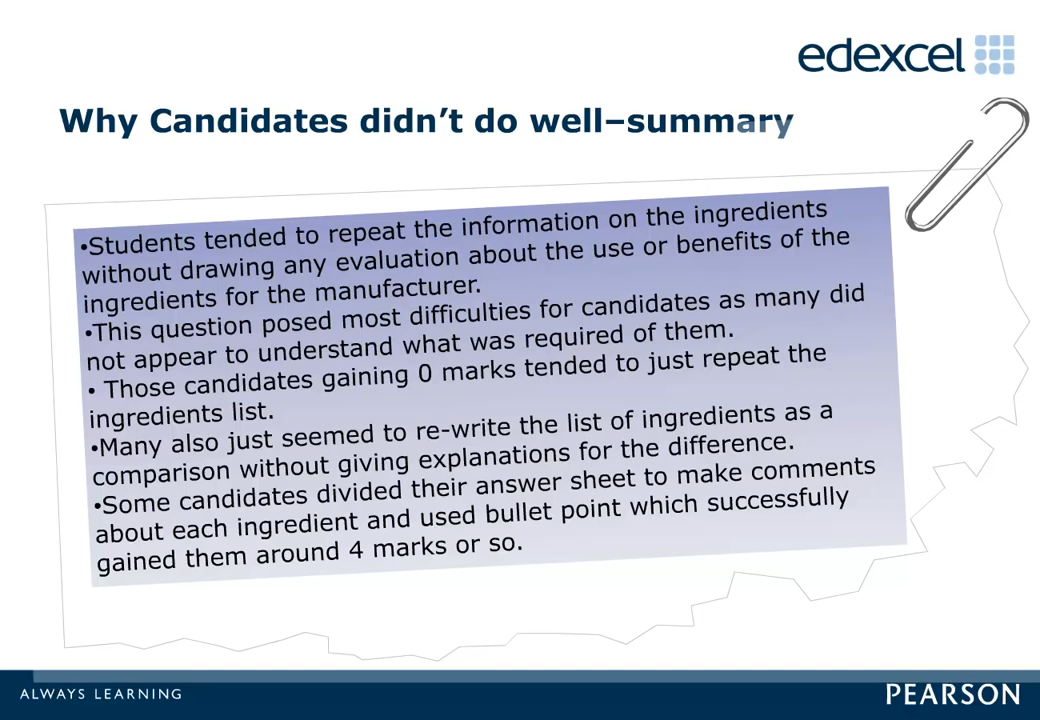 edexcel
Why Candidates didn't do well–summary
•Students tended to repeat the information on the ingredients
without drawing any evaluation about the use or benefits of the
ingredients for the manufacturer.
•This question posed most difficulties for candidates as many did
not appear to understand what was required of them.
• Those candidates gaining 0 marks tended to just repeat the
ingredients list.
•Many also just seemed to re-write the list of ingredients as a
comparison without giving explanations for the difference.
•Some candidates divided their answer sheet to make comments
about each ingredient and used bullet point which successfully
gained them around 4 marks or so.
ALWAYS LEARNING
PEARSON